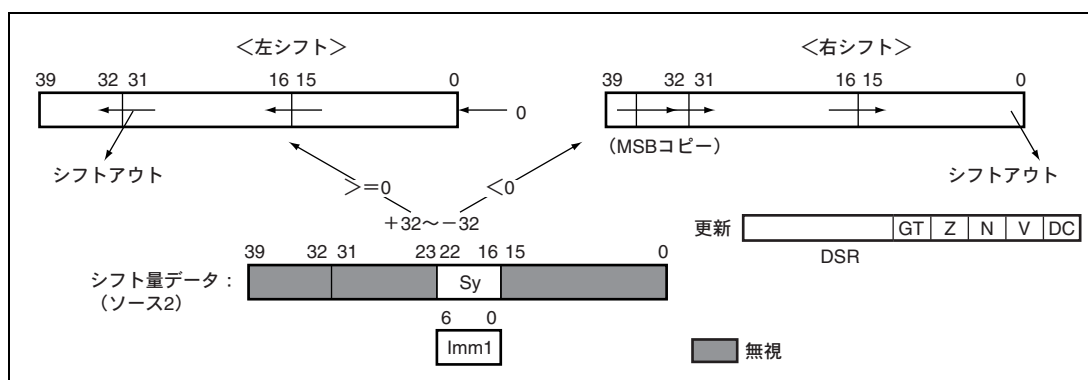 ＜左シフト＞
39 32 31 16 15 0
0
シフトアウト
＜右シフト＞
39 32 31 16 15 0
（MSBコピー）
シフトアウト
＞=0
＜0
＋32～－32
更新 GT Z N V DC
DSR
39 32 31 23 22 16 15 0
シフト量データ：
（ソース2）
Sy
6 0
Imm1
無視